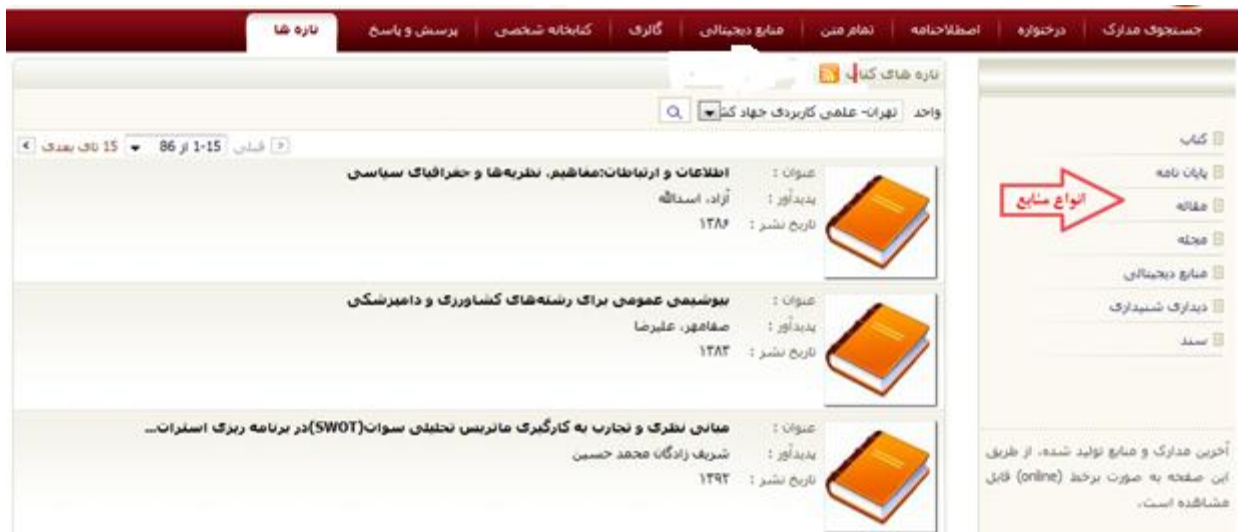 جستجوی مدارک
درختواره
اصطلاحنامه
تمام متن
منابع دیجیتالی
گالری
کتابخانه شخصی
پرسش و پاسخ
تازه ها
تازه های کتاب
واحد تهران- علمی کاربردی جهاد کش
قبلی 1-15 از 86 15 تای بعدی
عنوان : اطلاعات و ارتباطات:مفاهیم، نظریه‌ها و جغرافیای سیاسی
پدیدآور : آزاد، اسدالله
تاریخ نشر : ۱۳۸۶
عنوان : بیوشیمی عمومی برای رشته‌های کشاورزی و دامپزشکی
پدیدآور : صفامهر، علیرضا
تاریخ نشر : ۱۳۸۳
عنوان : مبانی نظری و تجارب به کارگیری ماتریس تحلیلی سوات(SWOT)در برنامه ریزی استرات...
پدیدآور : شریف زادگان محمد حسین
تاریخ نشر : ۱۳۹۲
کتاب
پایان نامه
مقاله
مجله
منابع دیجیتالی
دیداری شنیداری
سند
انواع منابع
آخرین مدارک و منابع تولید شده، از طریق
این صفحه به صورت برخط (online) قابل
مشاهده است.